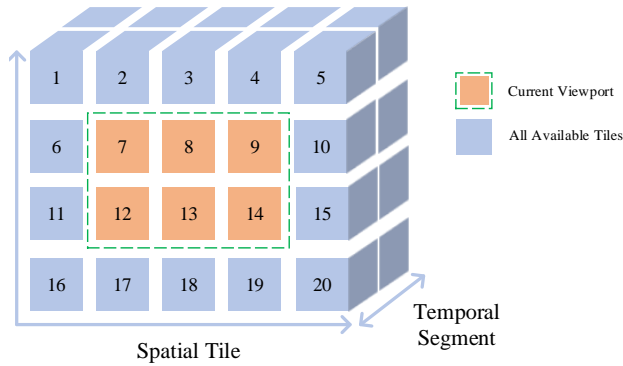 1 2 3 4 5
6 7 8 9 10
11 12 13 14 15
16 17 18 19 20
Current Viewport
All Available Tiles
Spatial Tile
Temporal
Segment